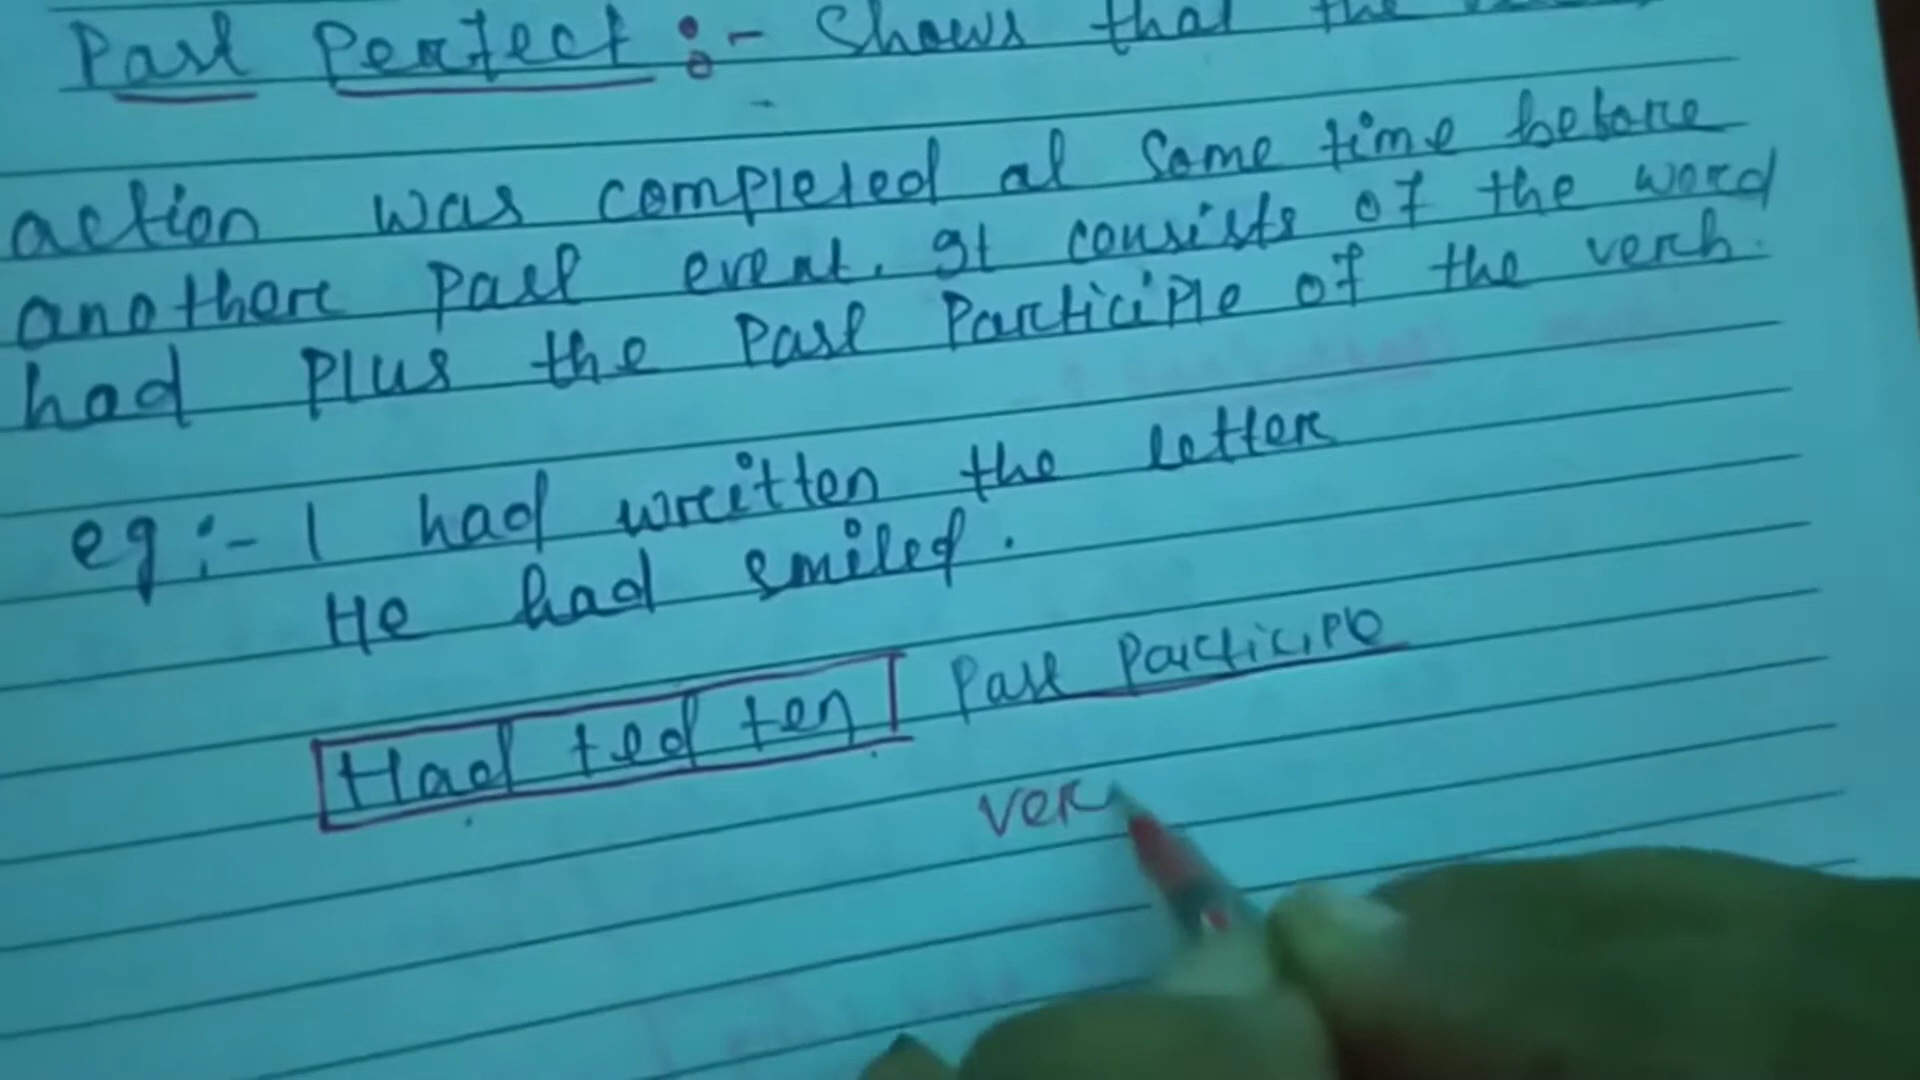 Past Perfect :- Shows that the
action was completed at Some time before
another past event. It consists of the word
had plus the past Participle of the verb.
eg :- I had written the letter
He had smiled.
Had ted ten Past Participle
ver